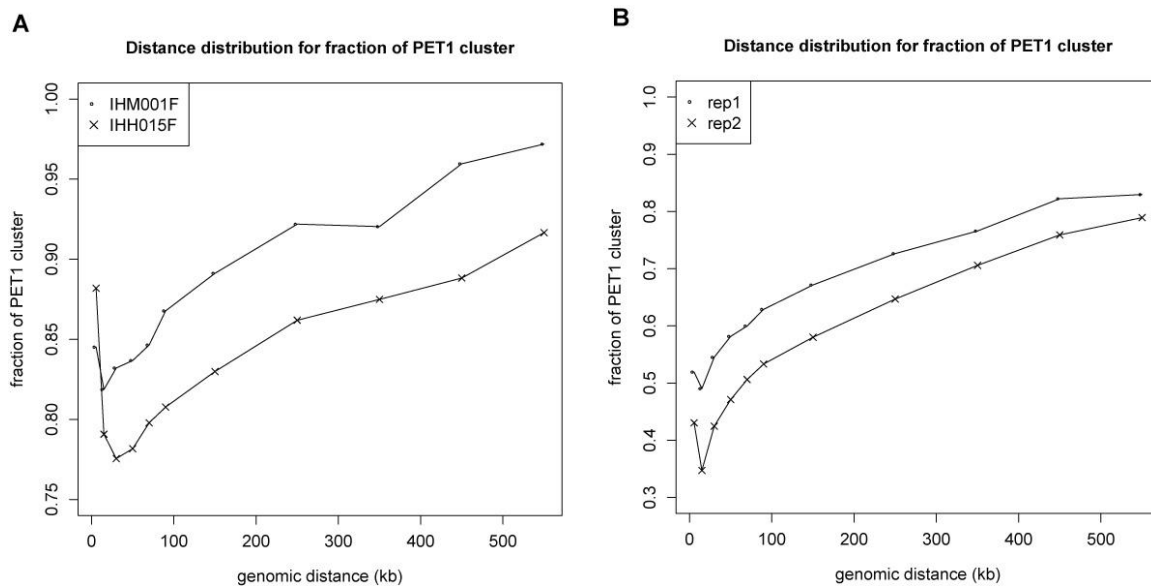 A
Distance distribution for fraction of PET1 cluster
IHM001F
IHH015F
fraction of PET1 cluster
1.00
0.95
0.90
0.85
0.80
0.75
0
100
200
300
400
500
genomic distance (kb)
B
Distance distribution for fraction of PET1 cluster
rep1
rep2
fraction of PET1 cluster
1.0
0.9
0.8
0.7
0.6
0.5
0.4
0.3
0
100
200
300
400
500
genomic distance (kb)